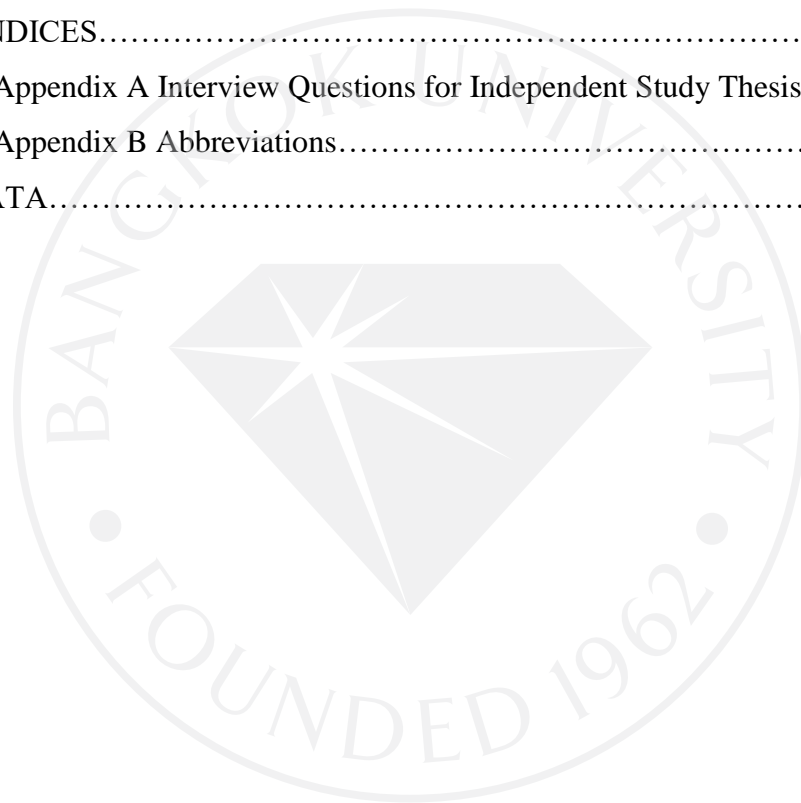 NDICES……………………………………………………………
Appendix A Interview Questions for Independent Study Thesis
Appendix B Abbreviations……………………………………
ATA………………………………………………………………
BANGKOK UNIVERSITY
• FOUNDED 1962 •